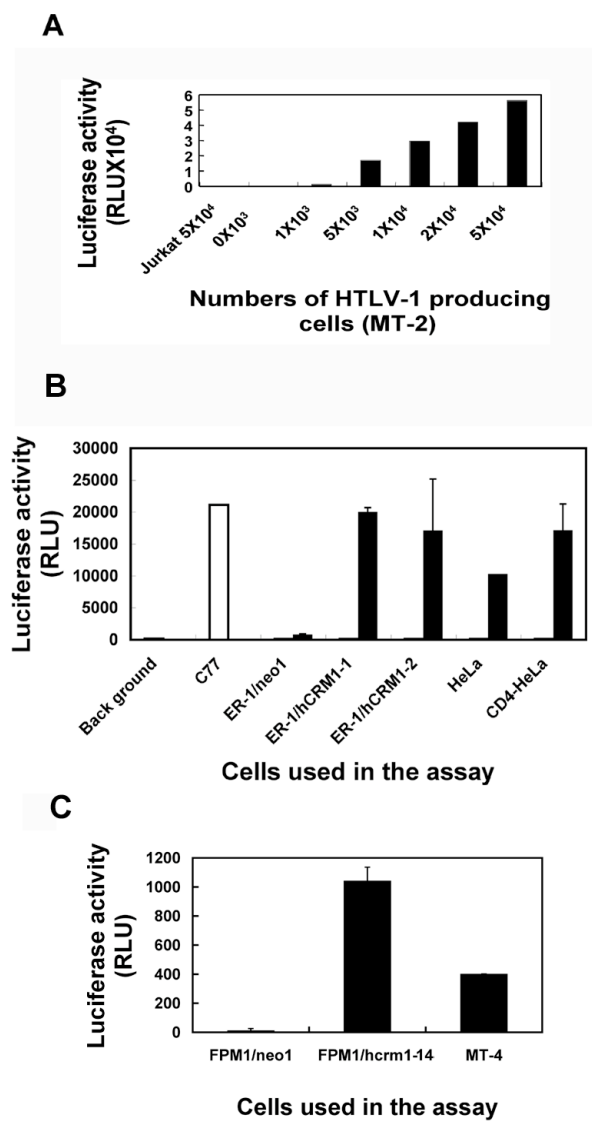 A
Luciferase activity
(RLUX10⁴)
6
5
4
3
2
1
0
Jurkat 5X10⁴
0X10³
1X10³
5X10³
1X10⁴
2X10⁴
5X10⁴
Numbers of HTLV-1 producing
cells (MT-2)
B
Luciferase activity
(RLU)
30000
25000
20000
15000
10000
5000
0
Back ground
C77
ER-1/neo1
ER-1/hCRM1-1
ER-1/hCRM1-2
HeLa
CD4-HeLa
Cells used in the assay
C
Luciferase activity
(RLU)
1200
1000
800
600
400
200
0
FPM1/neo1
FPM1/hcrm1-14
MT-4
Cells used in the assay